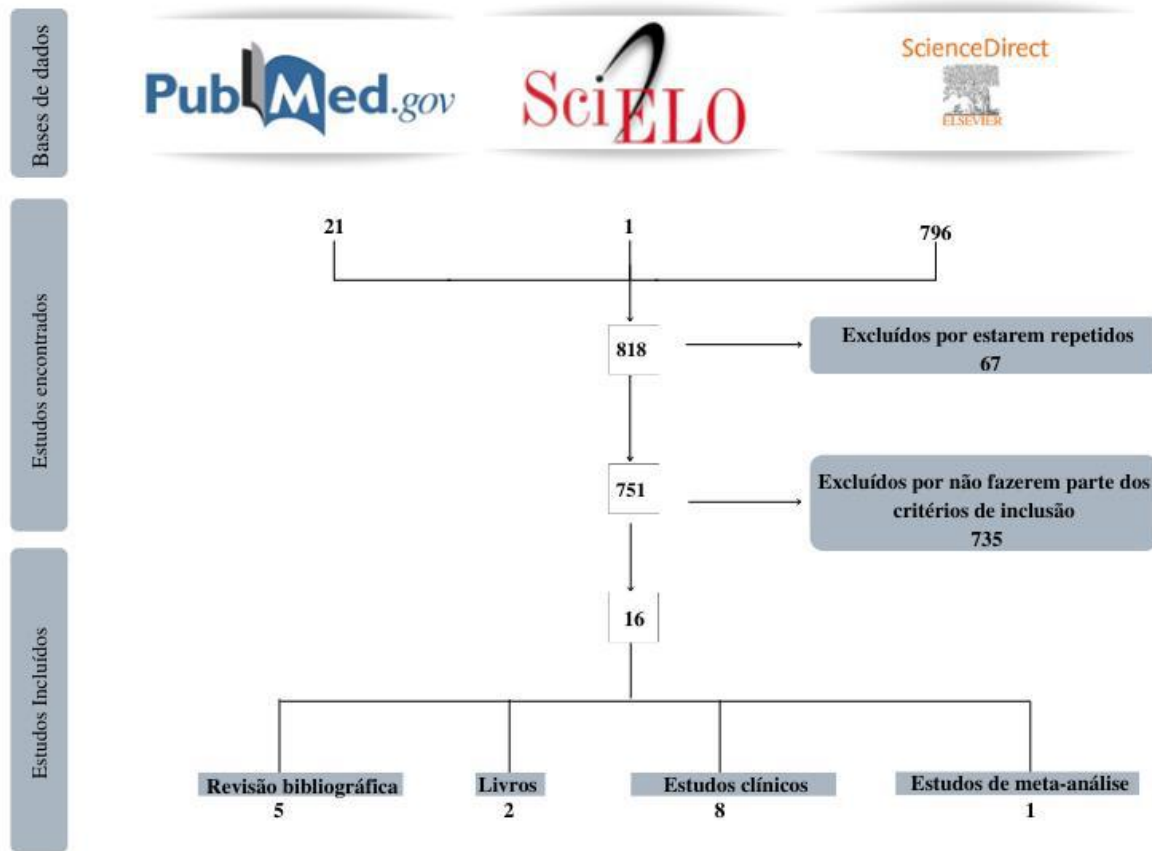 Bases de dados
PubMed.gov
SciELO
ScienceDirect
ELSEVIER
Estudos encontrados
21
1
796
818
Excluídos por estarem repetidos
67
751
Excluídos por não fazerem parte dos
critérios de inclusão
735
Estudos Incluídos
16
Revisão bibliográfica
5
Livros
2
Estudos clínicos
8
Estudos de meta-análise
1